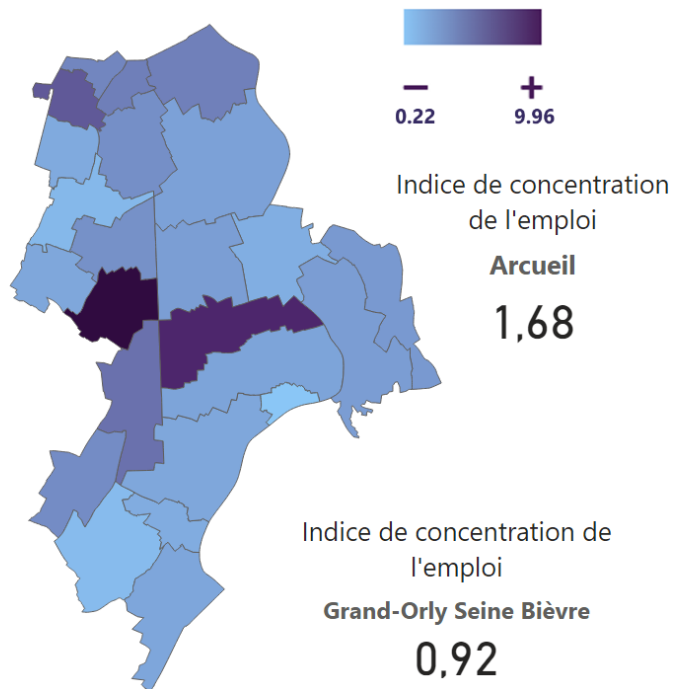 − +
0.22 9.96
Indice de concentration
de l'emploi
Arcueil
1,68
Indice de concentration de
l'emploi
Grand-Orly Seine Bièvre
0,92